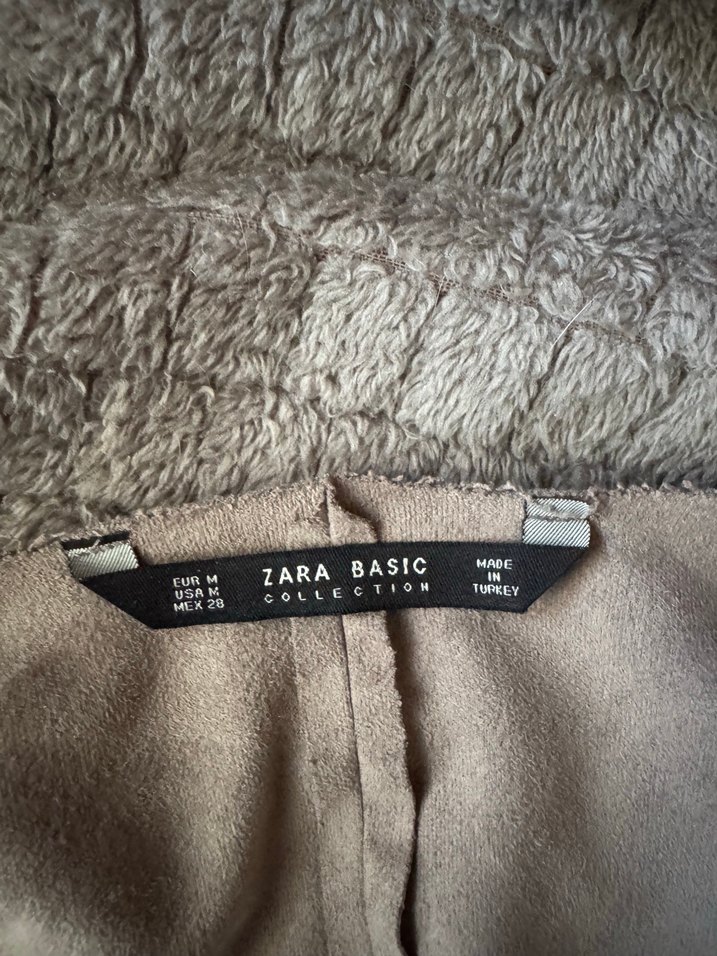 EUR M
USA M
MEX 28
ZARA BASIC
COLLECTION
MADE
IN
TURKEY